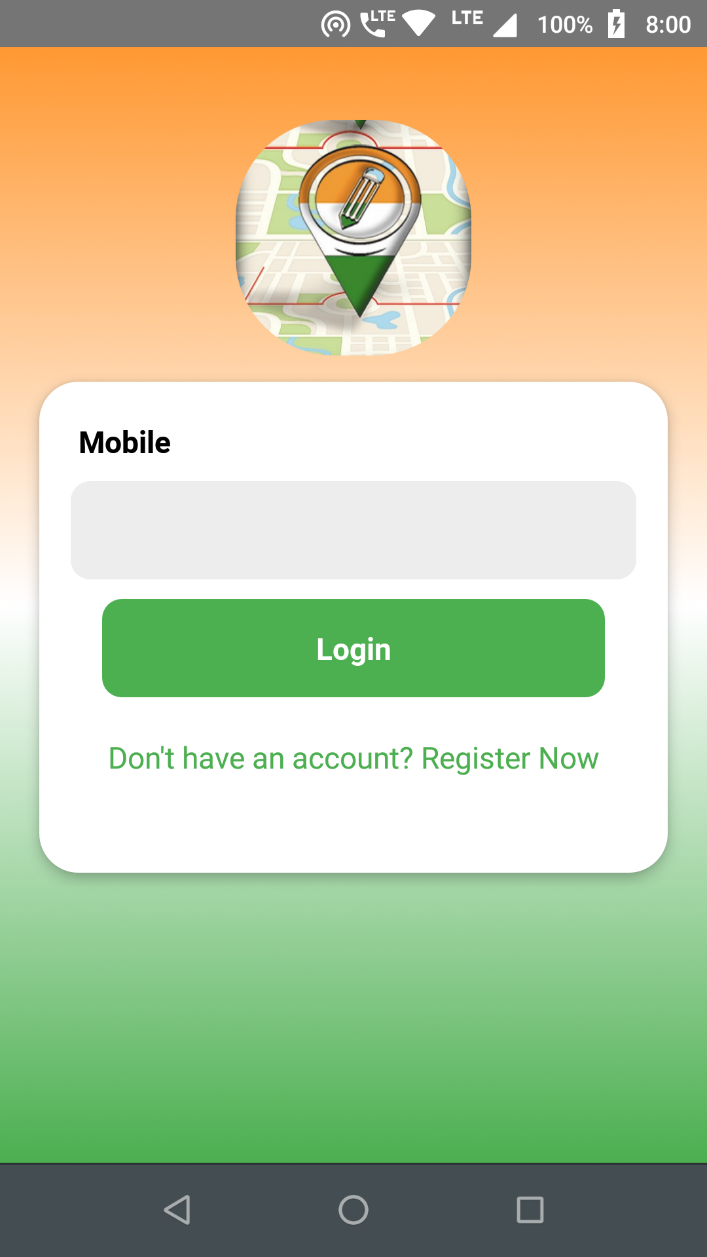 LTE LTE 100% 8:00
Mobile
Login
Don't have an account? Register Now